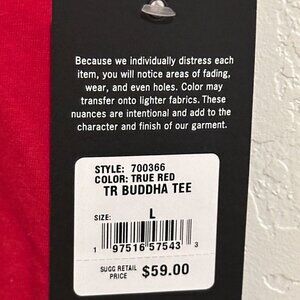 Because we individually distress each
item, you will notice areas of fading,
wear, and even holes. Color may
transfer onto lighter fabrics. These
nuances are intentional and add to the
character and finish of our garment.
STYLE: 700366
COLOR: TRUE RED
TR BUDDHA TEE
SIZE: L
1 97516 57543 3
SUGG RETAIL
PRICE $59.00